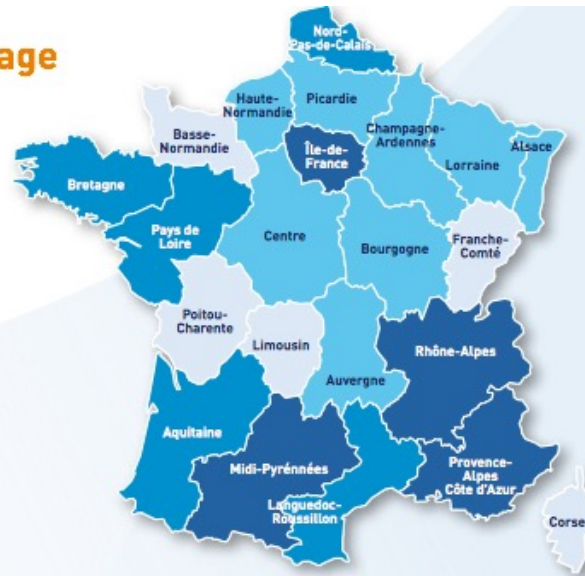 age
Nord-
Pas-de-Calais
Haute-
Normandie
Picardie
Basse-
Normandie
Île-de-
France
Champagne-
Ardennes
Lorraine
Alsace
Bretagne
Pays de
Loire
Centre
Bourgogne
Franche-
Comté
Poitou-
Charente
Limousin
Auvergne
Rhône-Alpes
Aquitaine
Midi-Pyrénnées
Languedoc-
Roussillon
Provence-
Alpes
Côte d'Azur
Corse